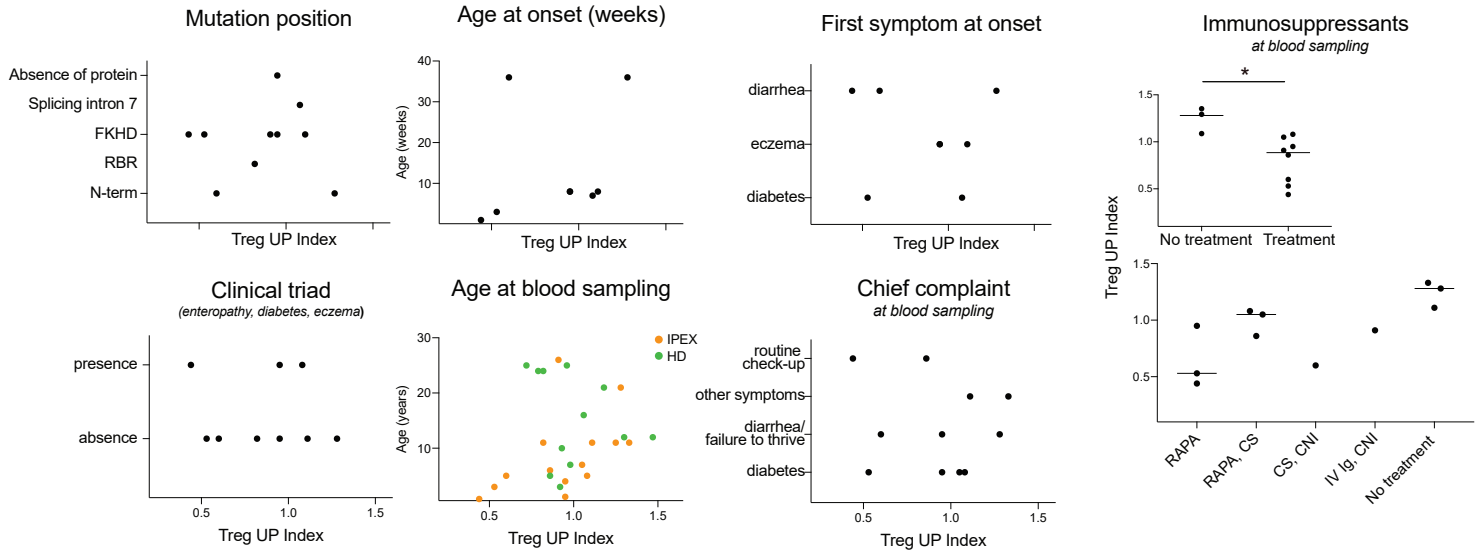 Mutation position
Absence of protein
Splicing intron 7
FKHD
RBR
N-term
Treg UP Index
Age at onset (weeks)
Age (weeks)
40
30
20
10
Treg UP Index
First symptom at onset
diarrhea
eczema
diabetes
Treg UP Index
Immunosuppressants
at blood sampling
*
Treg UP Index
1.5
1.0
0.5
No treatment
Treatment
1.5
1.0
0.5
RAPA
RAPA, CS
CS, CNI
IV Ig, CNI
No treatment
Clinical triad
(enteropathy, diabetes, eczema)
presence
absence
0.5
1.0
1.5
Treg UP Index
Age at blood sampling
IPEX
HD
Age (years)
30
20
10
0.5
1.0
1.5
Treg UP Index
Chief complaint
at blood sampling
routine
check-up
other symptoms
diarrhea/
failure to thrive
diabetes
0.5
1.0
1.5
Treg UP Index